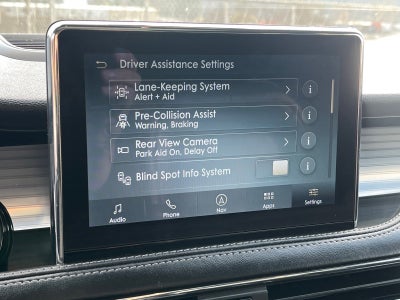 Driver Assistance Settings
Lane-Keeping System
Alert + Aid
i
Pre-Collision Assist
Warning, Braking
i
Rear View Camera
Park Aid On, Delay Off
i
Blind Spot Info System
i
Audio
Phone
Nav
Apps
Settings